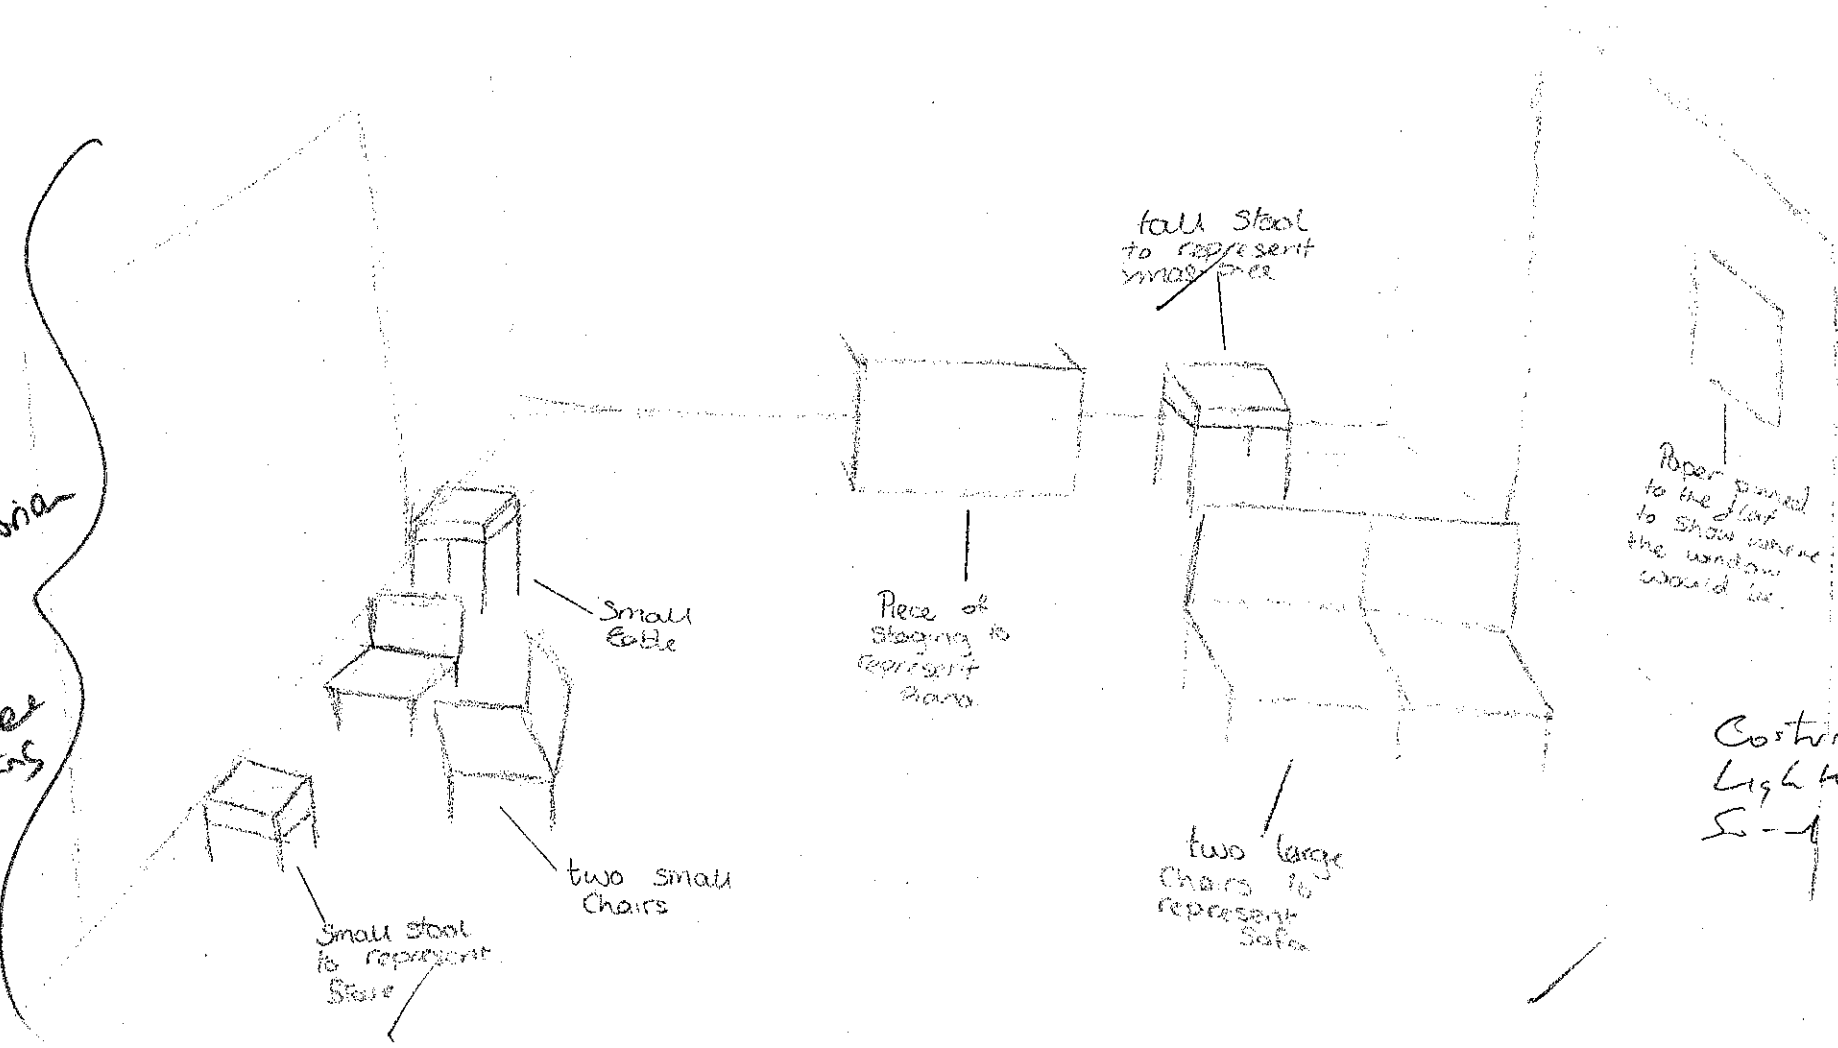 tall stool
to represent
xmas tree
Paper pinned
to the flat
to show where
the window
would be.
Small
table
Piece of
Staging to
represent
Piano
two large
Chairs to
represent
Sofa
two small
Chairs
Small stool
to represent
Stove